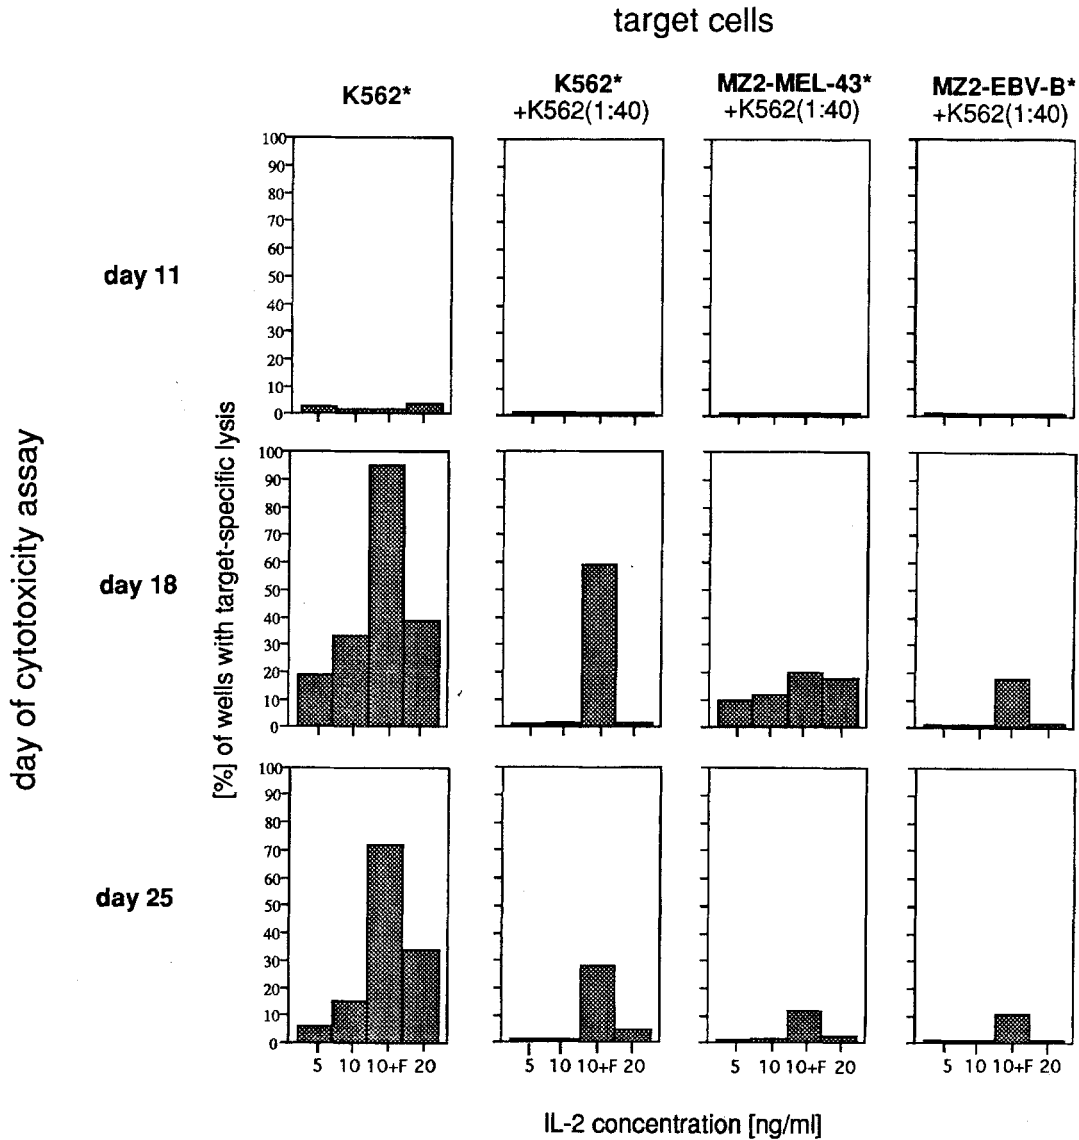 target cells
K562*
K562*
+K562(1:40)
MZ2-MEL-43*
+K562(1:40)
MZ2-EBV-B*
+K562(1:40)
day of cytotoxicity assay
[%] of wells with target-specific lysis
day 11
100
90
80
70
60
50
40
30
20
10
0
day 18
100
90
80
70
60
50
40
30
20
10
0
day 25
100
90
80
70
60
50
40
30
20
10
0
5 10 10+F 20
5 10 10+F 20
5 10 10+F 20
5 10 10+F 20
IL-2 concentration [ng/ml]